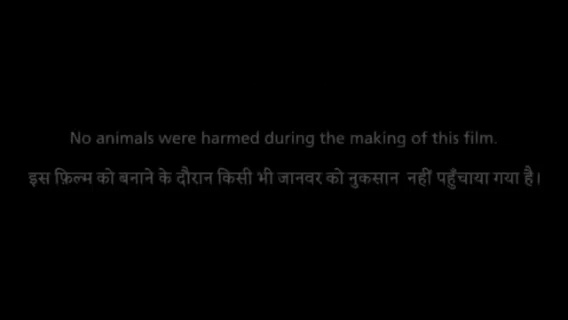 No animals were harmed during the making of this film.
इस फ़िल्म को बनाने के दौरान किसी भी जानवर को नुकसान नहीं पहुँचाया गया है।